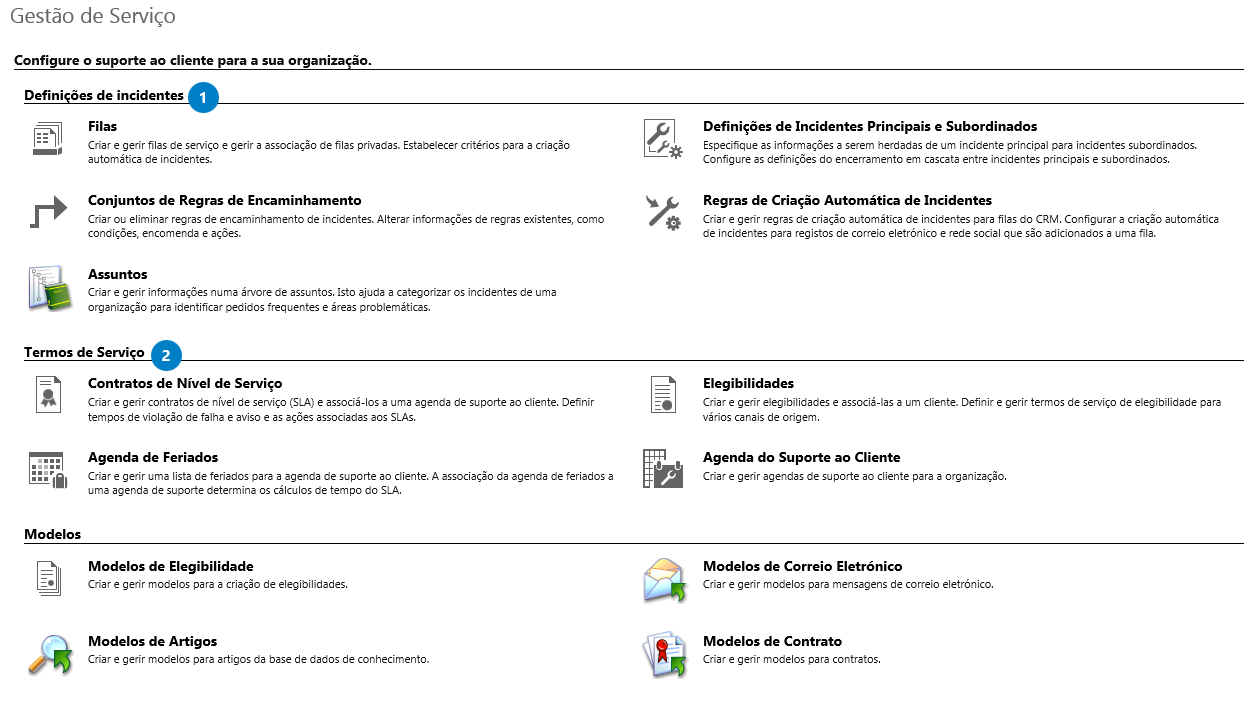 Gestão de Serviço
Configure o suporte ao cliente para a sua organização.
Definições de incidentes 1
Filas
Criar e gerir filas de serviço e gerir a associação de filas privadas. Estabelecer critérios para a criação
automática de incidentes.
Definições de Incidentes Principais e Subordinados
Especifique as informações a serem herdadas de um incidente principal para incidentes subordinados.
Configure as definições do encerramento em cascata entre incidentes principais e subordinados.
Conjuntos de Regras de Encaminhamento
Criar ou eliminar regras de encaminhamento de incidentes. Alterar informações de regras existentes, como
condições, encomenda e ações.
Regras de Criação Automática de Incidentes
Criar e gerir regras de criação automática de incidentes para filas do CRM. Configurar a criação automática
de incidentes para registos de correio eletrónico e rede social que são adicionados a uma fila.
Assuntos
Criar e gerir informações numa árvore de assuntos. Isto ajuda a categorizar os incidentes de uma
organização para identificar pedidos frequentes e áreas problemáticas.
Termos de Serviço 2
Contratos de Nível de Serviço
Criar e gerir contratos de nível de serviço (SLA) e associá-los a uma agenda de suporte ao cliente. Definir
tempos de violação de falha e aviso e as ações associadas aos SLAs.
Elegibilidades
Criar e gerir elegibilidades e associá-las a um cliente. Definir e gerir termos de serviço de elegibilidade para
vários canais de origem.
Agenda de Feriados
Criar e gerir uma lista de feriados para a agenda de suporte ao cliente. A associação da agenda de feriados a
uma agenda de suporte determina os cálculos de tempo do SLA.
Agenda do Suporte ao Cliente
Criar e gerir agendas de suporte ao cliente para a organização.
Modelos
Modelos de Elegibilidade
Criar e gerir modelos para a criação de elegibilidades.
Modelos de Correio Eletrónico
Criar e gerir modelos para mensagens de correio eletrónico.
Modelos de Artigos
Criar e gerir modelos para artigos da base de dados de conhecimento.
Modelos de Contrato
Criar e gerir modelos para contratos.